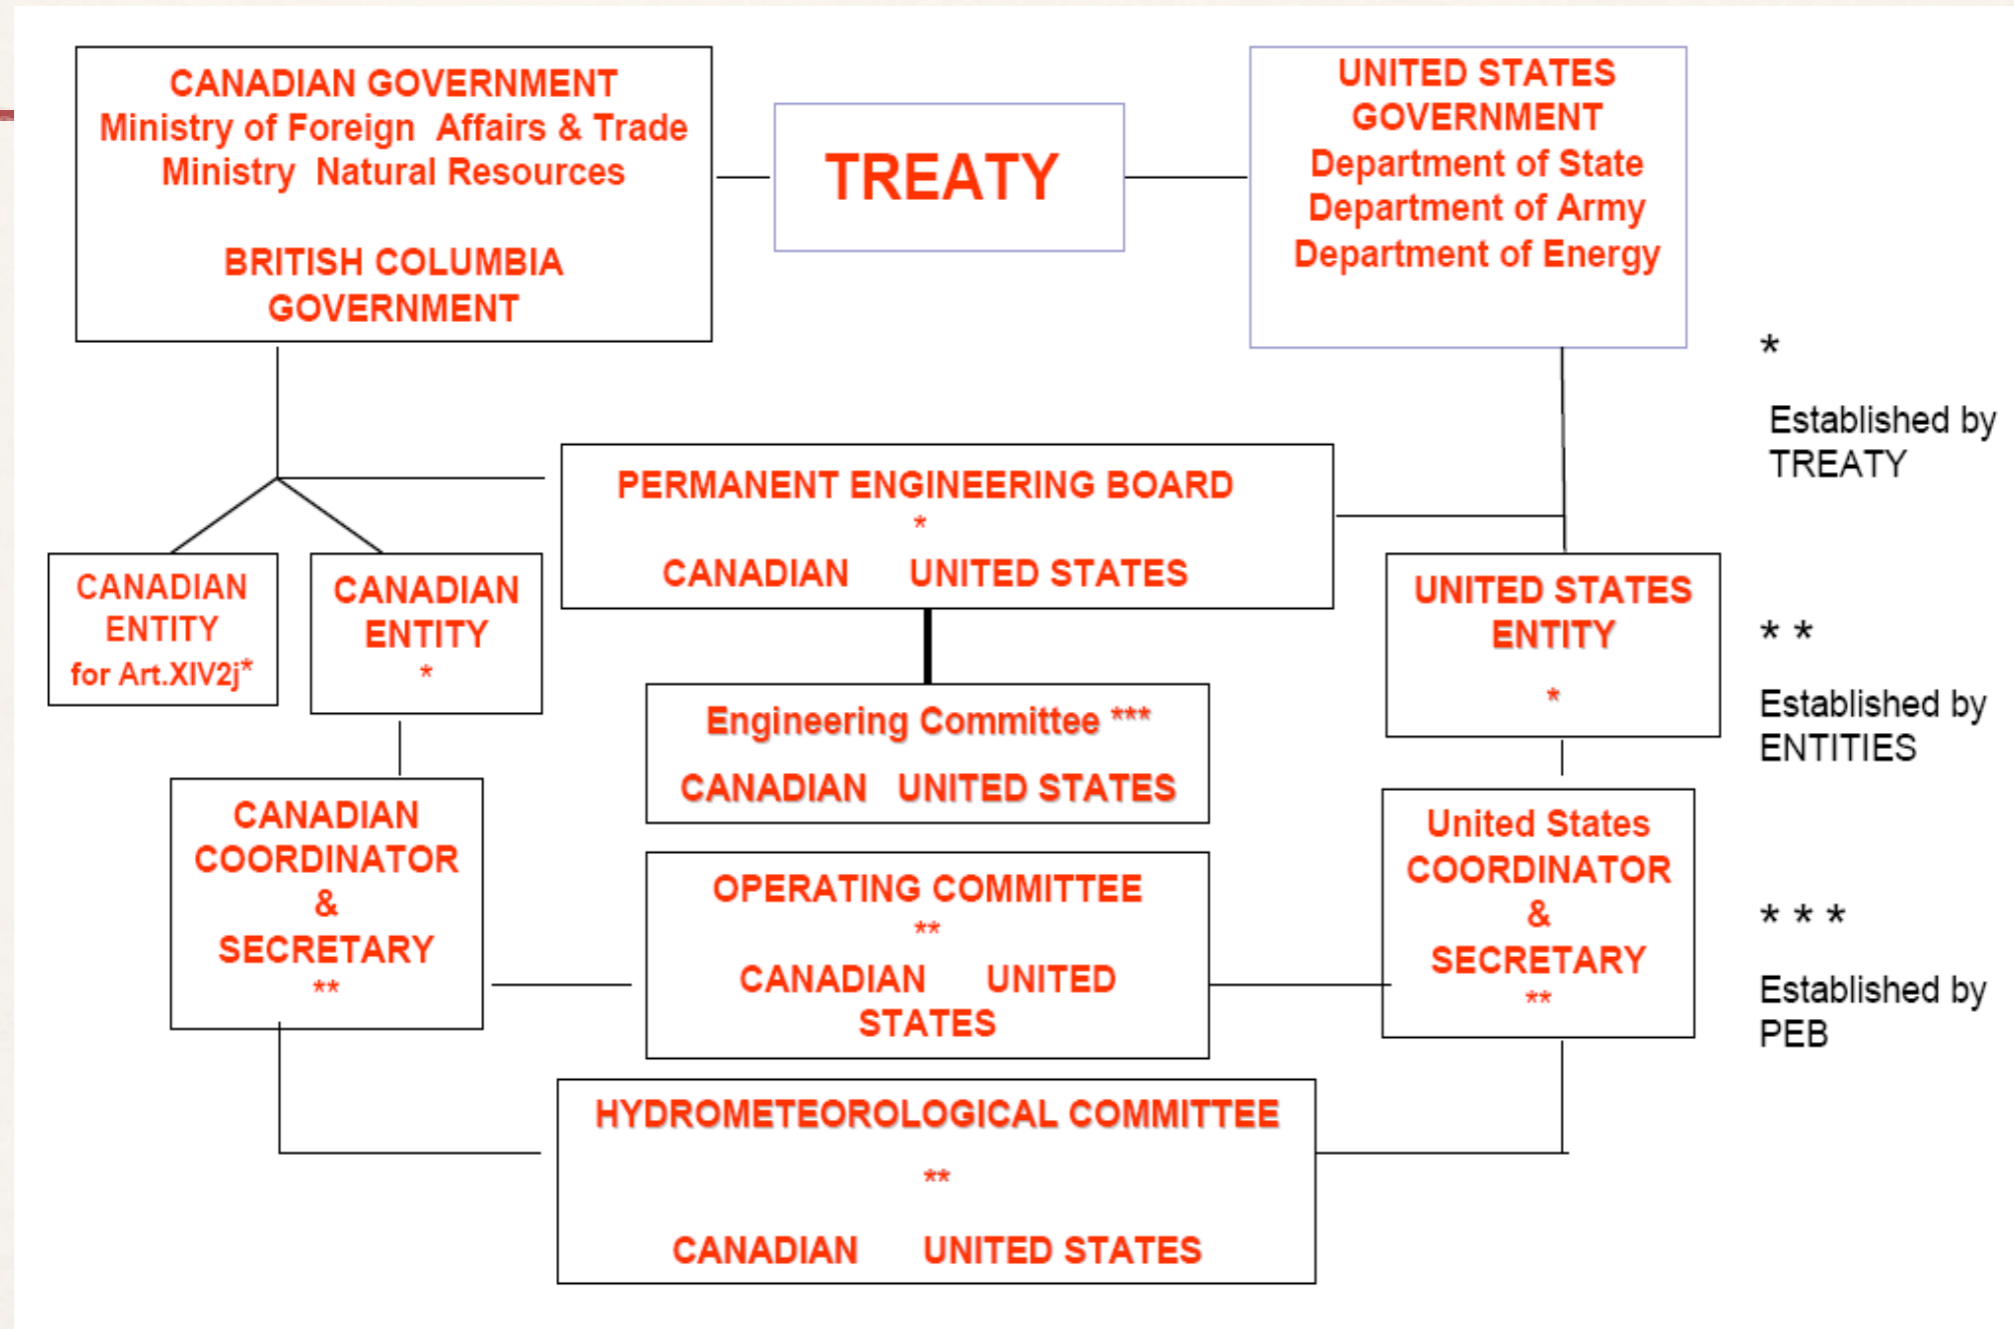 CANADIAN GOVERNMENT
Ministry of Foreign Affairs & Trade
Ministry Natural Resources
BRITISH COLUMBIA
GOVERNMENT
TREATY
UNITED STATES
GOVERNMENT
Department of State
Department of Army
Department of Energy
*
Established by
TREATY
PERMANENT ENGINEERING BOARD
*
CANADIAN UNITED STATES
CANADIAN
ENTITY
for Art.XIV2j*
CANADIAN
ENTITY
*
UNITED STATES
ENTITY
*
* *
Established by
ENTITIES
Engineering Committee ***
CANADIAN UNITED STATES
CANADIAN
COORDINATOR
&
SECRETARY
**
OPERATING COMMITTEE
**
CANADIAN UNITED
STATES
United States
COORDINATOR
&
SECRETARY
**
* * *
Established by
PEB
HYDROMETEOROLOGICAL COMMITTEE
**
CANADIAN UNITED STATES